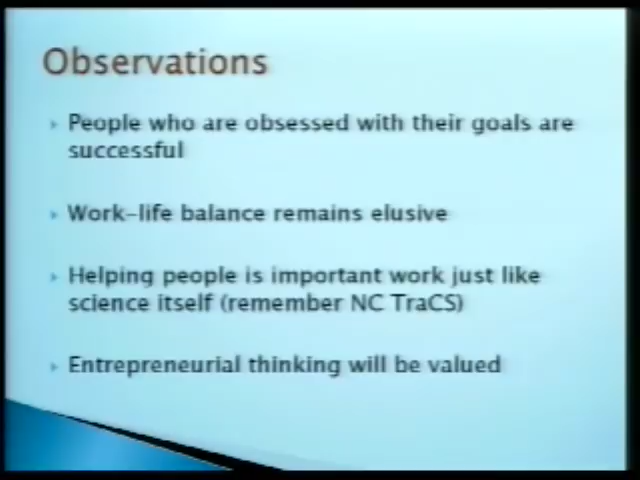 Observations
People who are obsessed with their goals are
successful
Work-life balance remains elusive
Helping people is important work just like
science itself (remember NC TraCS)
Entrepreneurial thinking will be valued